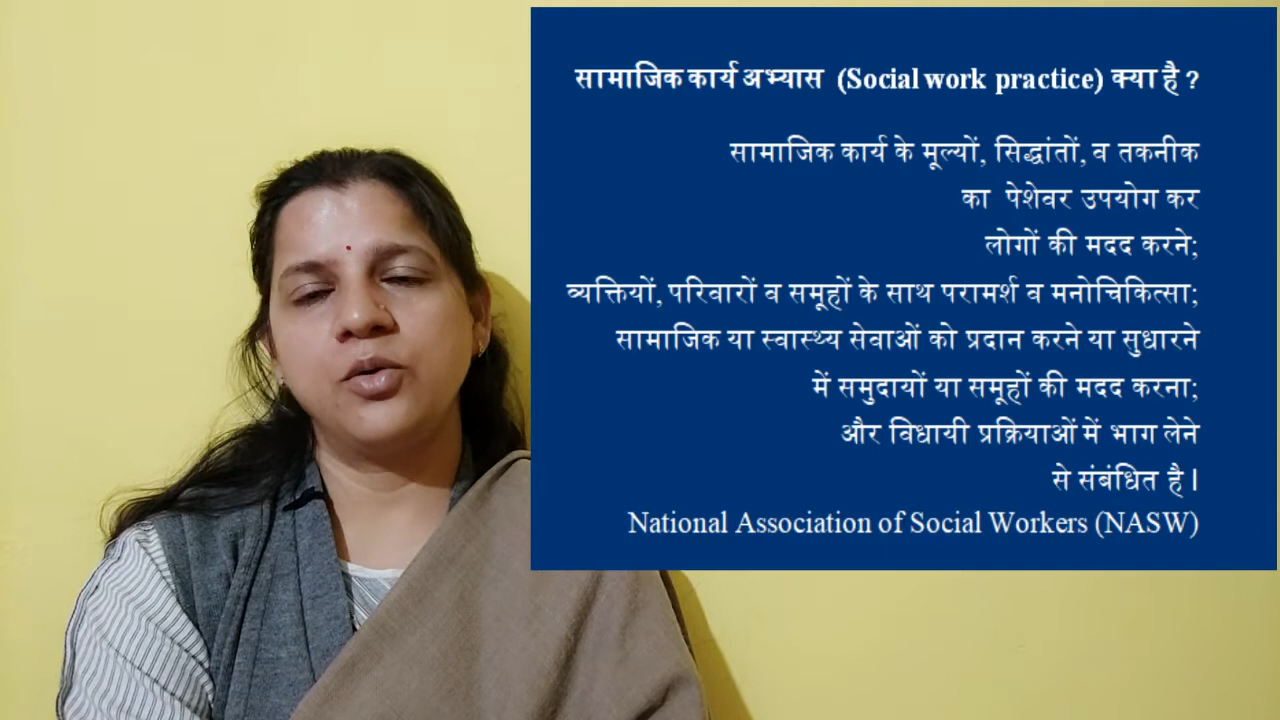 सामाजिक कार्य अभ्यास (Social work practice) क्या है ?
सामाजिक कार्य के मूल्यों, सिद्धांतों, व तकनीक
का पेशेवर उपयोग कर
लोगों की मदद करने;
व्यक्तियों, परिवारों व समूहों के साथ परामर्श व मनोचिकित्सा;
सामाजिक या स्वास्थ्य सेवाओं को प्रदान करने या सुधारने
में समुदायों या समूहों की मदद करना;
और विधायी प्रक्रियाओं में भाग लेने
से संबंधित है |
National Association of Social Workers (NASW)